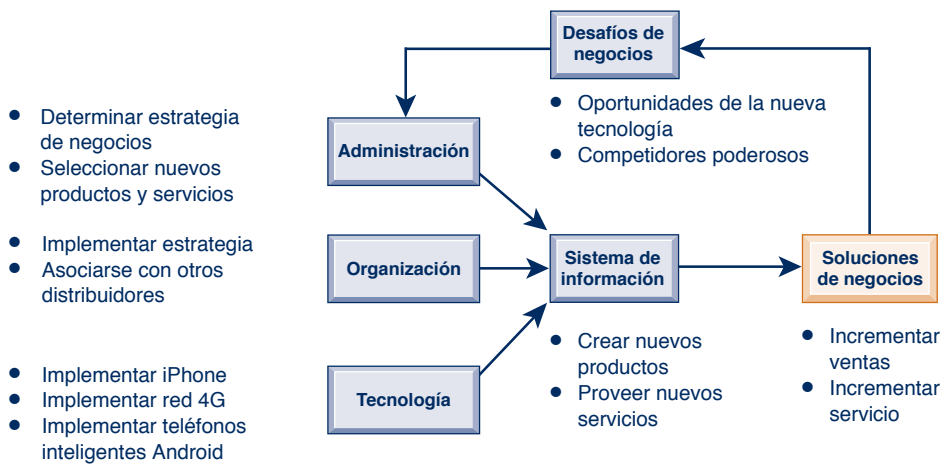 Desafíos de
negocios
● Oportunidades de la nueva
tecnología
● Competidores poderosos
● Determinar estrategia
de negocios
● Seleccionar nuevos
productos y servicios
Administración
● Implementar estrategia
● Asociarse con otros
distribuidores
Organización
Sistema de
información
● Crear nuevos
productos
● Proveer nuevos
servicios
Soluciones
de negocios
● Incrementar
ventas
● Incrementar
servicio
● Implementar iPhone
● Implementar red 4G
● Implementar teléfonos
inteligentes Android
Tecnología